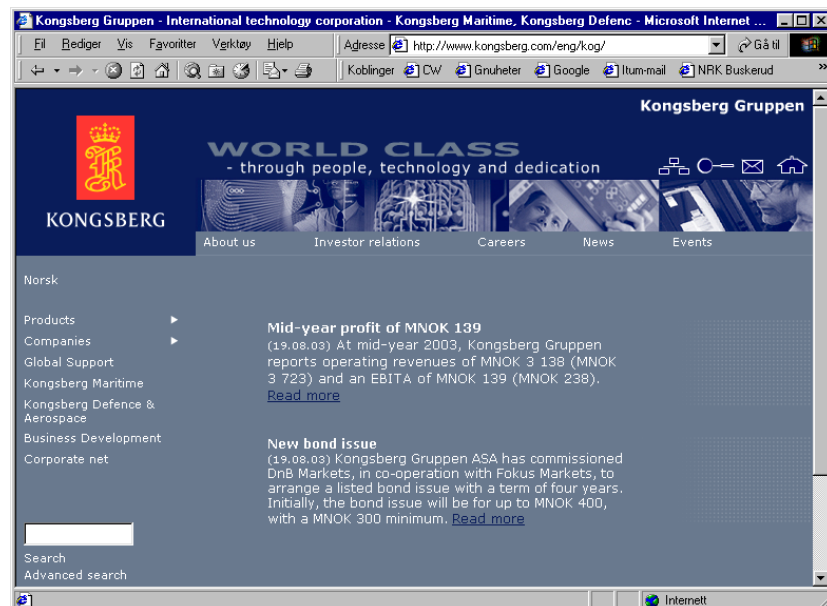 Kongsberg Gruppen - International technology corporation - Kongsberg Maritime, Kongsberg Defenc - Microsoft Internet ...
Fil Rediger Vis Favoritter Verktøy Hjelp Adresse http://www.kongsberg.com/eng/kog/ Gå til
Koblinger CW Gnuheter Google Itum-mail NRK Buskerud »
Kongsberg Gruppen
WORLD CLASS
- through people, technology and dedication
KONGSBERG
About us Investor relations Careers News Events
Norsk
Products
Companies
Global Support
Kongsberg Maritime
Kongsberg Defence &
Aerospace
Business Development
Corporate net
Search
Advanced search
Mid-year profit of MNOK 139
(19.08.03) At mid-year 2003, Kongsberg Gruppen
reports operating revenues of MNOK 3 138 (MNOK
3 723) and an EBITA of MNOK 139 (MNOK 238).
Read more
New bond issue
(19.08.03) Kongsberg Gruppen ASA has commissioned
DnB Markets, in co-operation with Fokus Markets, to
arrange a listed bond issue with a term of four years.
Initially, the bond issue will be for up to MNOK 400,
with a MNOK 300 minimum. Read more
Internett